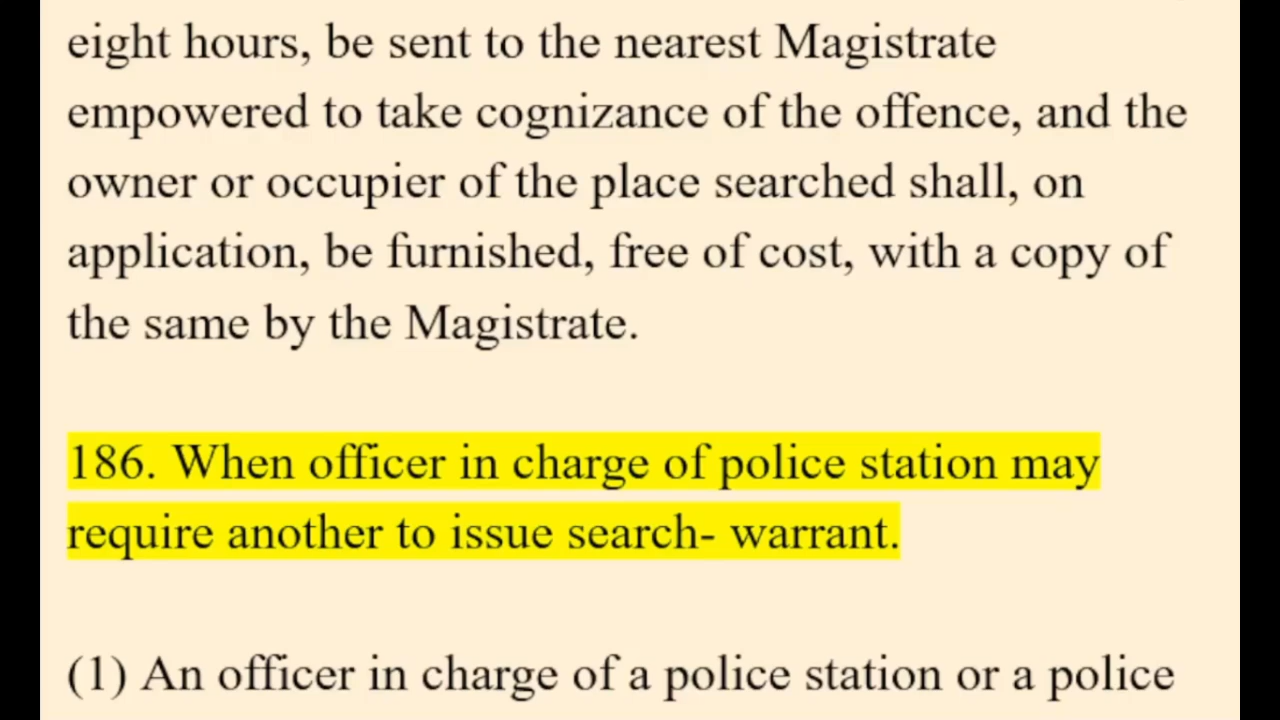 eight hours, be sent to the nearest Magistrate
empowered to take cognizance of the offence, and the
owner or occupier of the place searched shall, on
application, be furnished, free of cost, with a copy of
the same by the Magistrate.
186. When officer in charge of police station may
require another to issue search- warrant.
(1) An officer in charge of a police station or a police